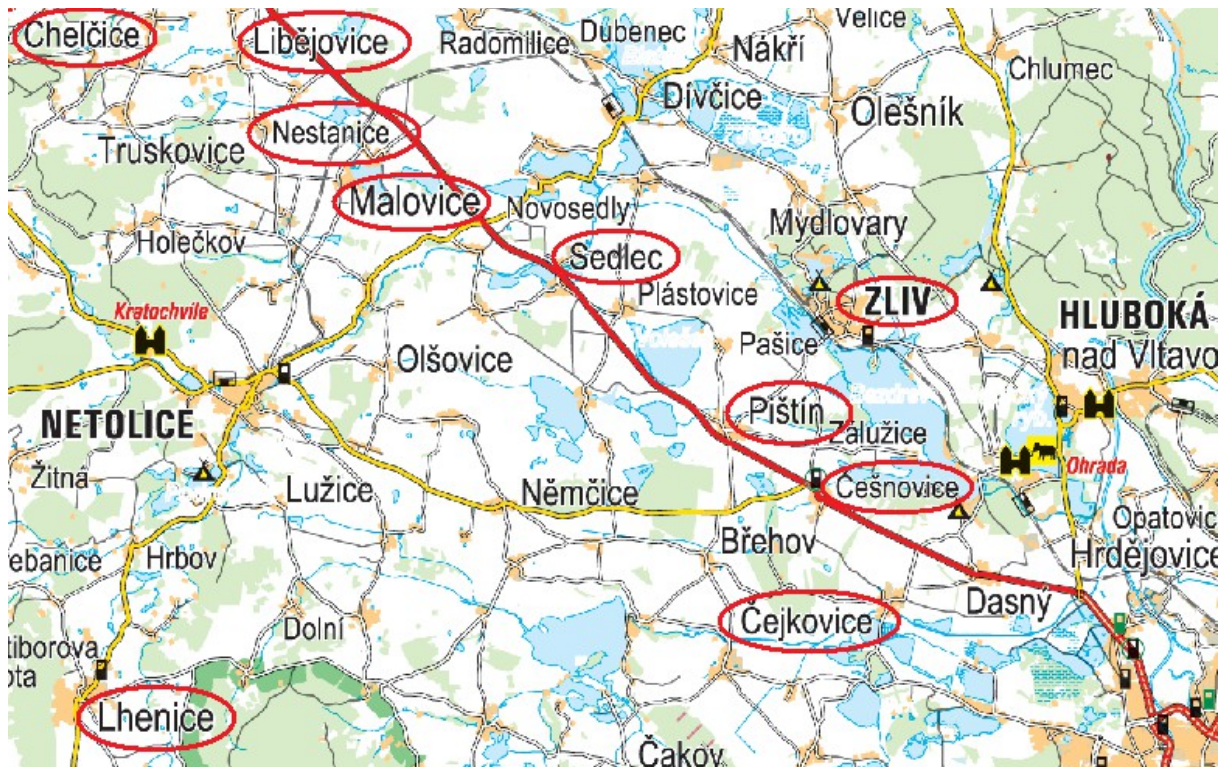 Chelčice
Libějovice
Radomilice
Dubenec
Velice
Nákří
Chlumec
Dívčice
Olešník
Nestanice
Truskovice
Malovice
Novosedly
Mydlovary
Holečkov
Sedlec
Plástovice
ZLIV
Kratochvíle
HLUBOKÁ
nad Vltavo
Pašice
Olšovice
NETOLICE
Pištín
Zálužice
Ohrada
Žitná
Lužice
Němčice
Češnovice
Opatovic
Břehov
Hrdějovice
ebanice
Hrbov
Dasný
Čejkovice
Dolní
tiborova
ota
Lhenice
Čakov